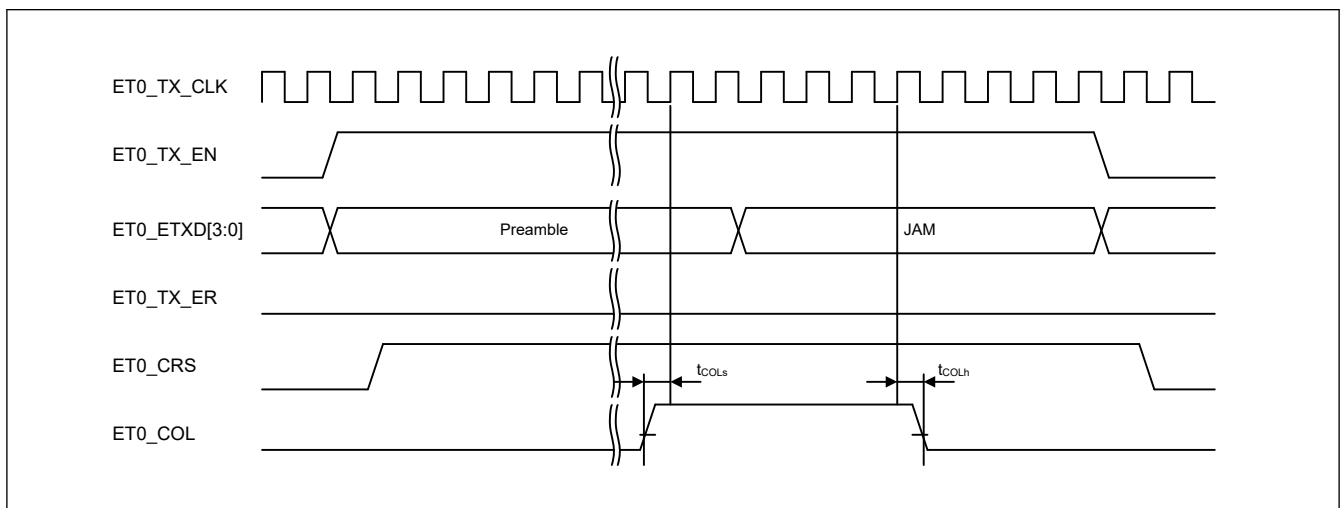 ET0_TX_CLK
ET0_TX_EN
ET0_ETXD[3:0]
Preamble
JAM
ET0_TX_ER
ET0_CRS
tCOLs
tCOLh
ET0_COL